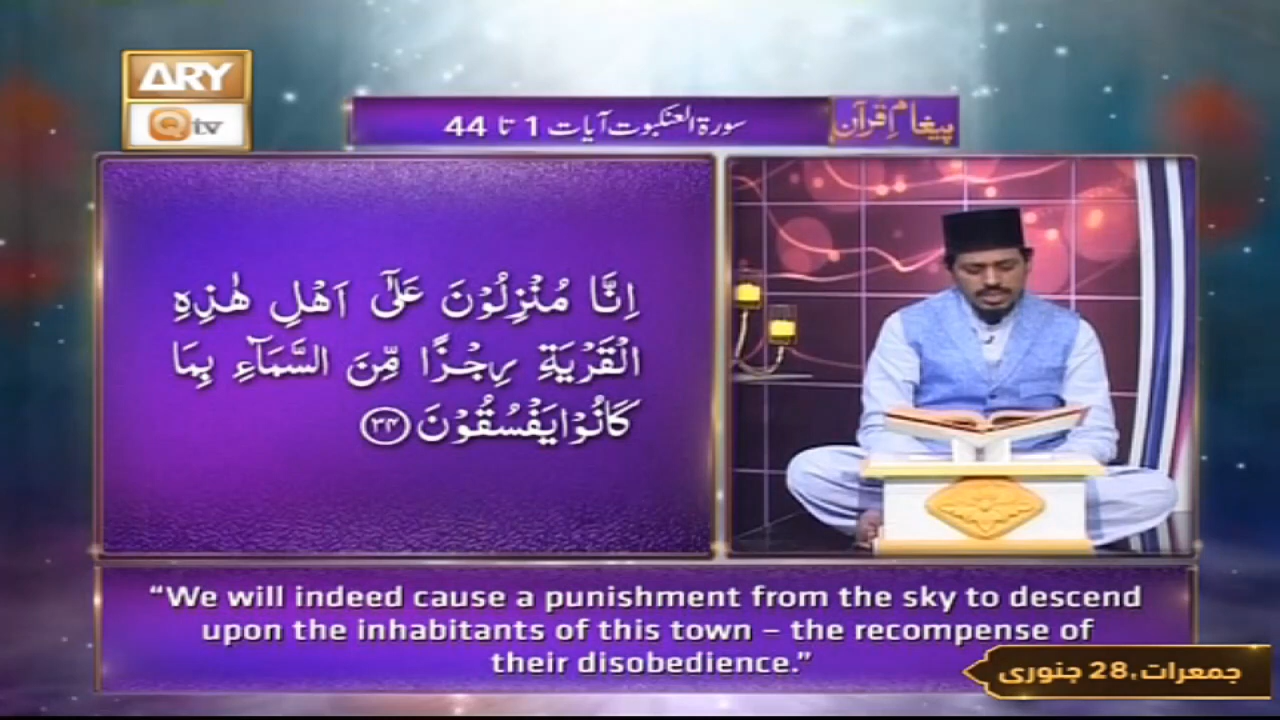 ARY
Qtv
پیغامِ قرآن
سورۃ العنکبوت آیات 1 تا 44
اِنَّا مُنْزِلُوْنَ عَلٰۤى اَهْلِ هٰذِهِ
الْقَرْیَةِ رِجْزًا مِّنَ السَّمَآءِ بِمَا
كَانُوْا یَفْسُقُوْنَ ﴿۳۴﴾
“We will indeed cause a punishment from the sky to descend
upon the inhabitants of this town – the recompense of
their disobedience.”
جمعرات، 28 جنوری